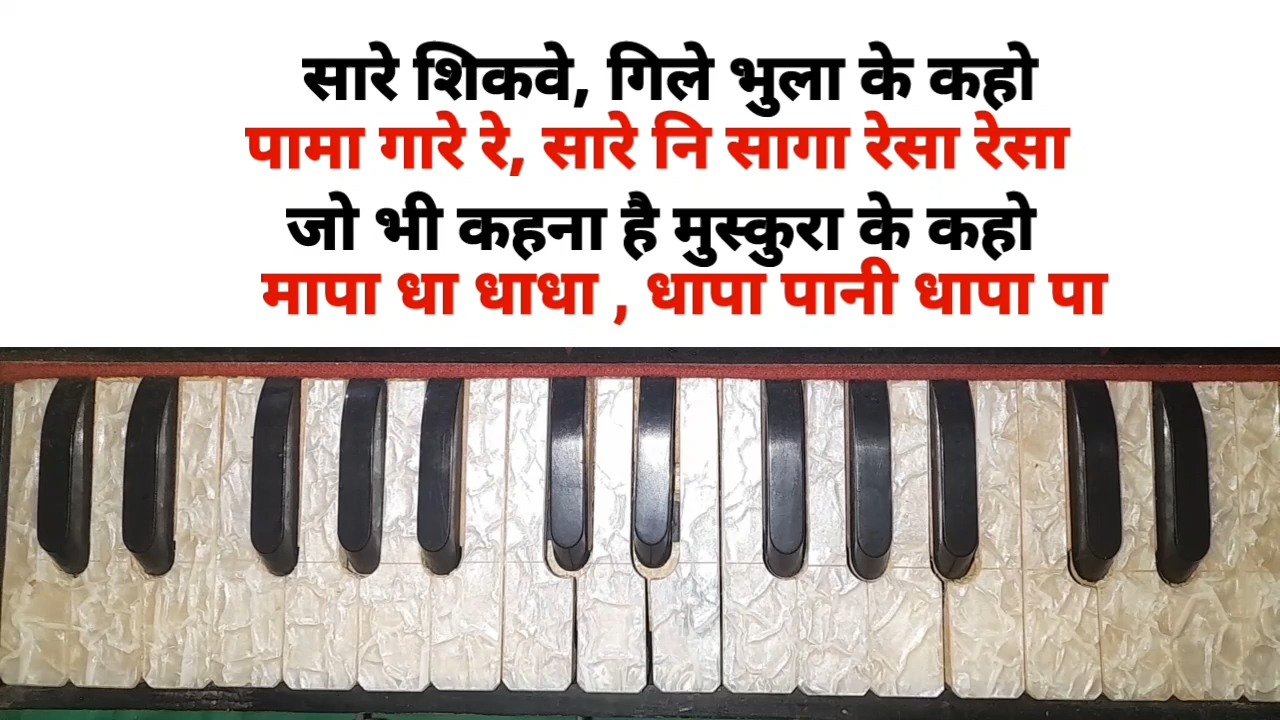 सारे शिकवे, गिले भुला के कहो
पामा गारे रे, सारे नि सागा रेसा रेसा
जो भी कहना है मुस्कुरा के कहो
मापा धा धाधा , धापा पानी धापा पा